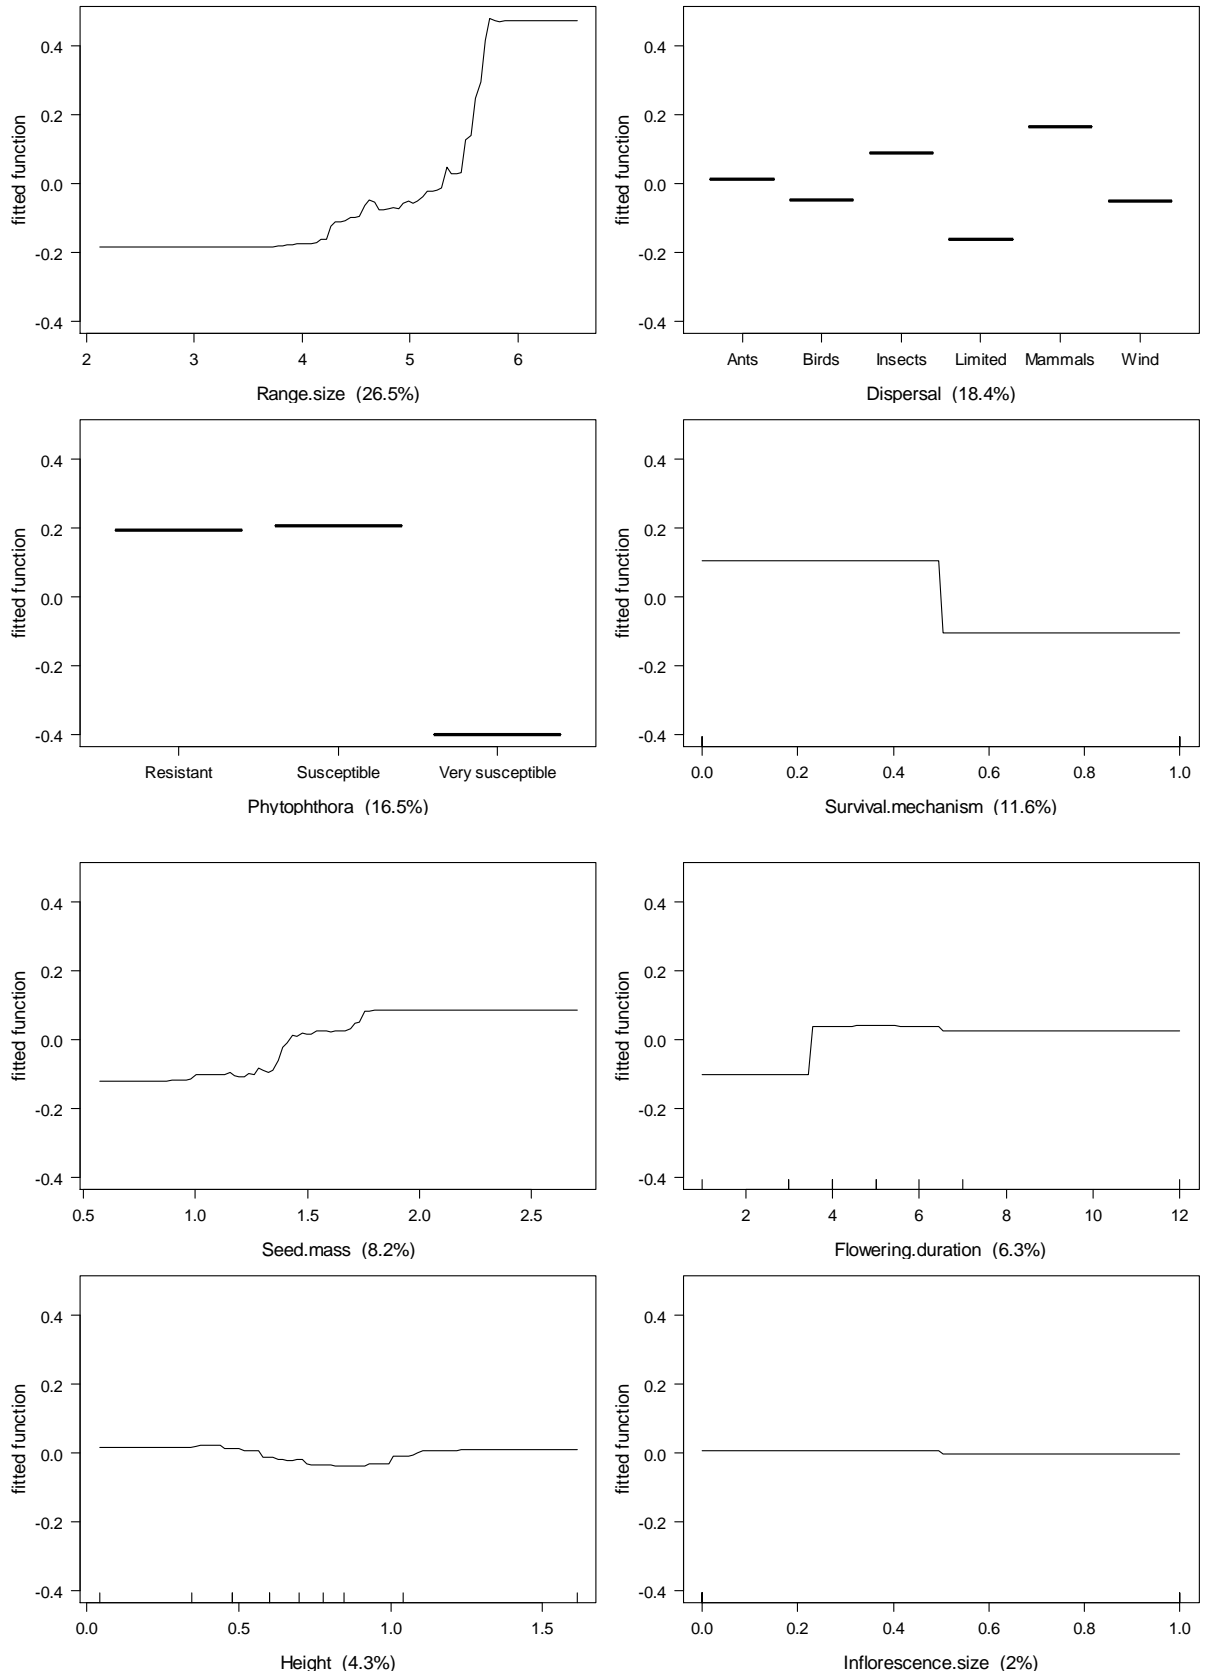 0.4
0.2
0.0
-0.2
-0.4
fitted function
2 3 4 5 6
Range.size (26.5%)
0.4
0.2
0.0
-0.2
-0.4
fitted function
Ants Birds Insects Limited Mammals Wind
Dispersal (18.4%)
0.4
0.2
0.0
-0.2
-0.4
fitted function
Resistant Susceptible Very susceptible
Phytophthora (16.5%)
0.4
0.2
0.0
-0.2
-0.4
fitted function
0.0 0.2 0.4 0.6 0.8 1.0
Survival.mechanism (11.6%)
0.4
0.2
0.0
-0.2
-0.4
fitted function
0.5 1.0 1.5 2.0 2.5
Seed.mass (8.2%)
0.4
0.2
0.0
-0.2
-0.4
fitted function
2 4 6 8 10 12
Flowering.duration (6.3%)
0.4
0.2
0.0
-0.2
-0.4
fitted function
0.0 0.5 1.0 1.5
Height (4.3%)
0.4
0.2
0.0
-0.2
-0.4
fitted function
0.0 0.2 0.4 0.6 0.8 1.0
Inflorescence.size (2%)